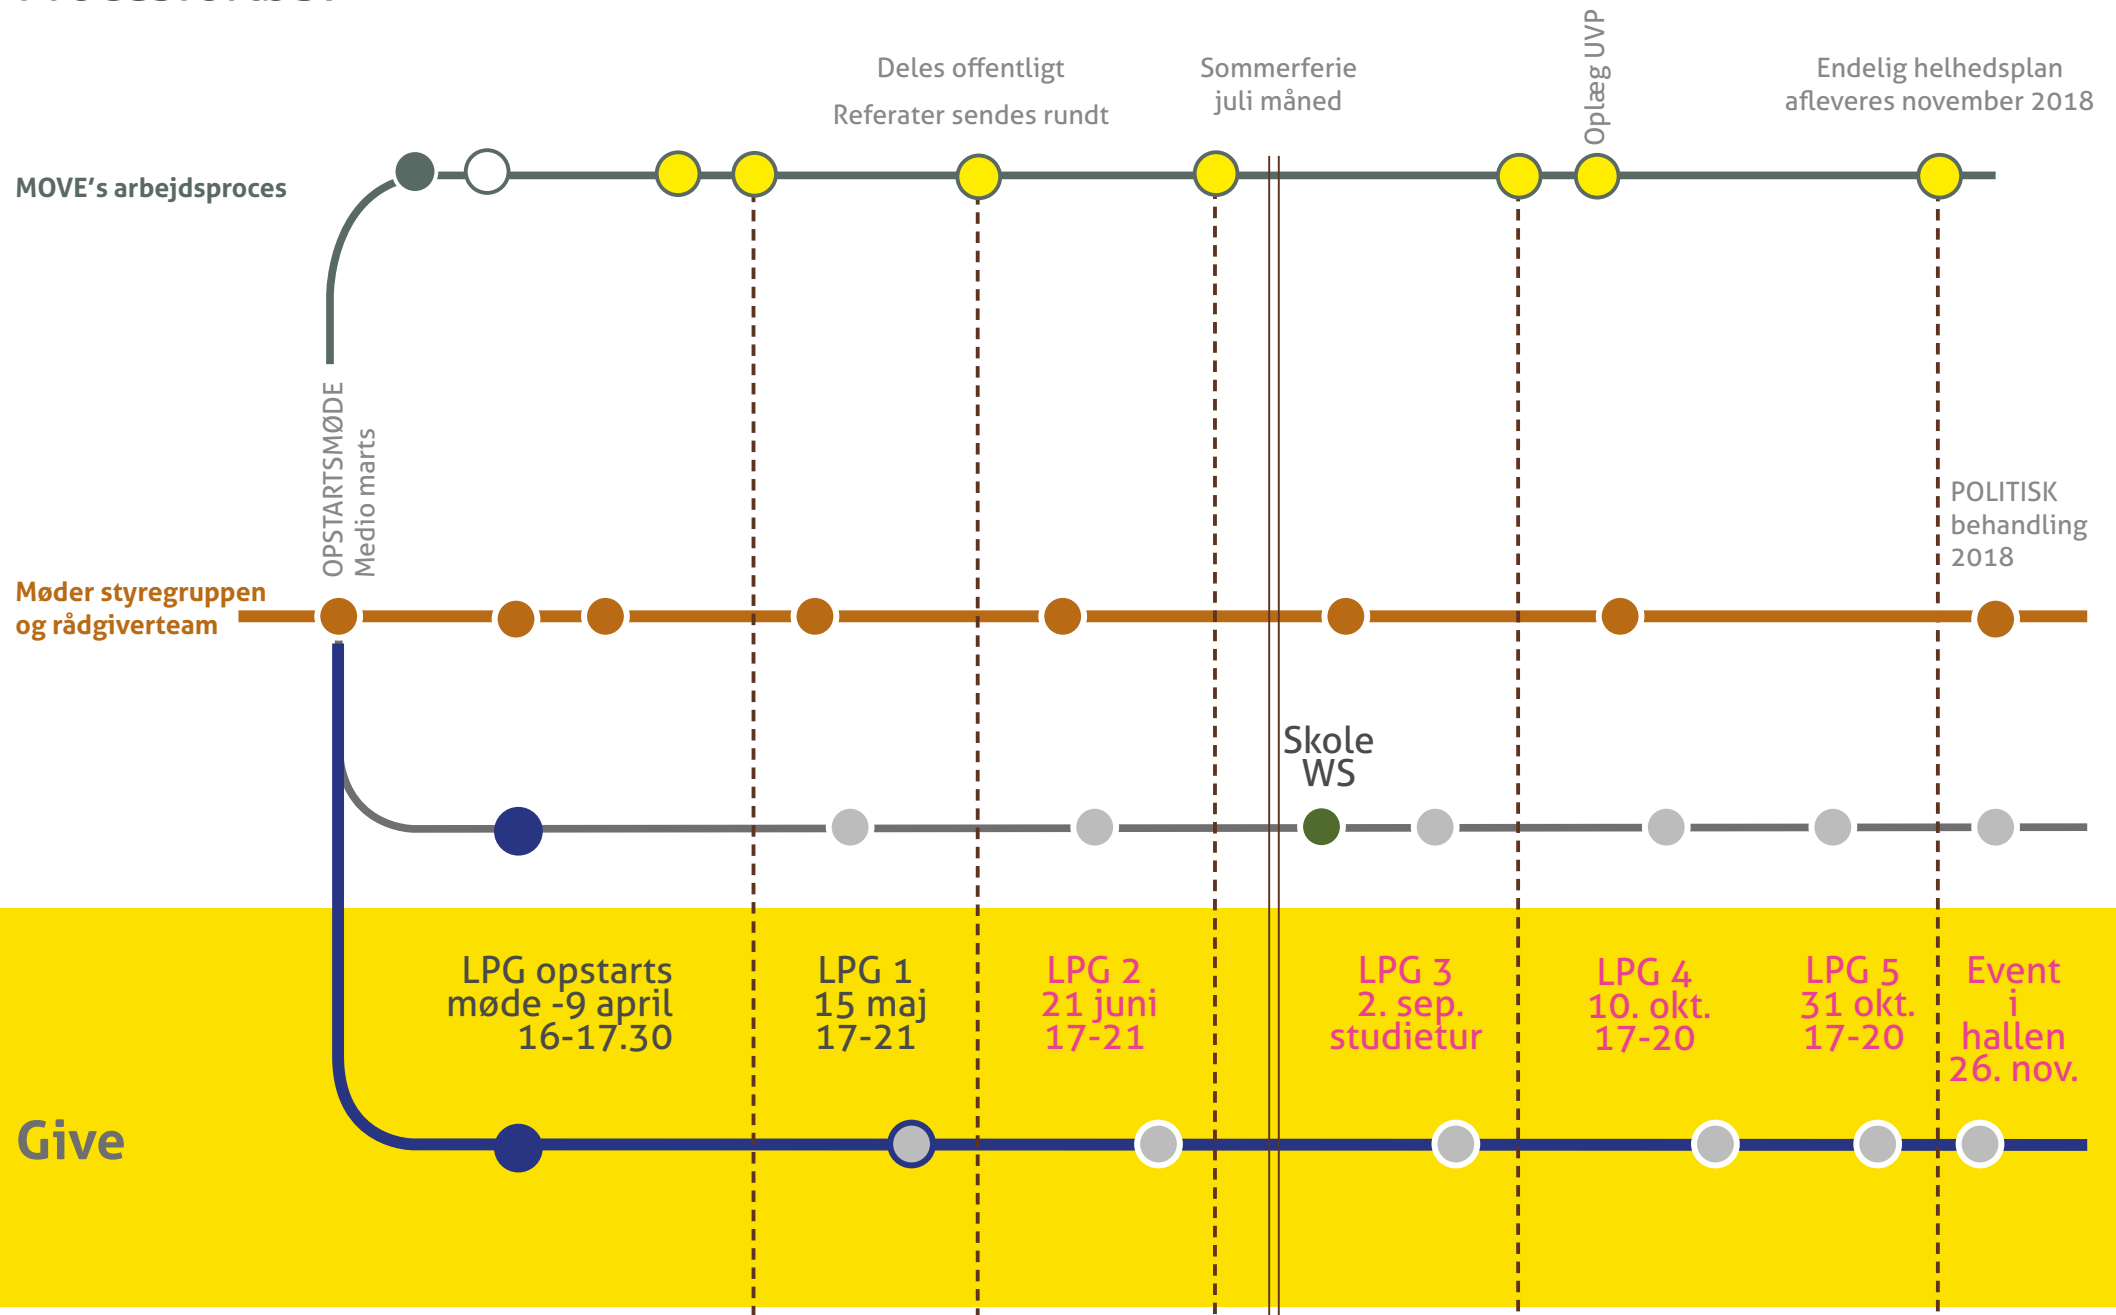 Deles offentligt
Referater sendes rundt
Sommerferie
juli måned
Oplæg UVP
Endelig helhedsplan
afleveres november 2018
MOVE's arbejdsproces
OPSTARTSMØDE
Medio marts
POLITISK
behandling
2018
Møder styregruppen
og rådgiverteam
Skole
WS
LPG opstarts
møde -9 april
16-17.30
LPG 1
15 maj
17-21
LPG 2
21 juni
17-21
LPG 3
2. sep.
studietur
LPG 4
10. okt.
17-20
LPG 5
31 okt.
17-20
Event
i
hallen
26. nov.
Give